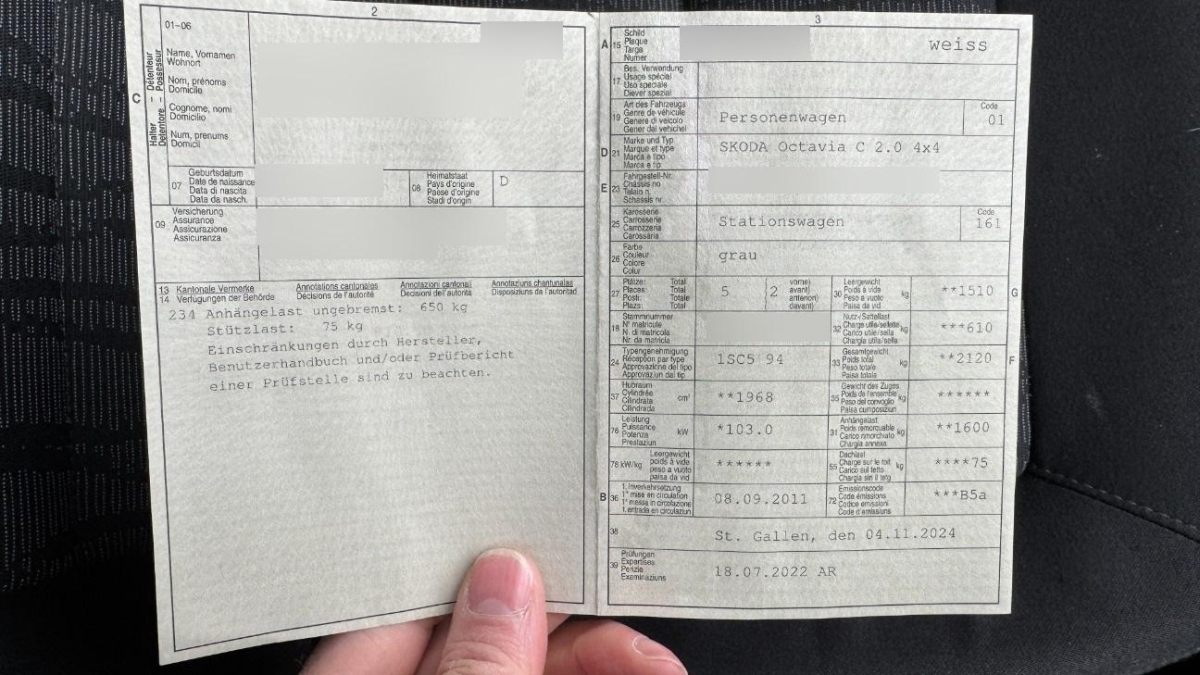 2
01-06
C
Halter – Détenteur
Detentore – Possessur
Name, Vornamen
Wohnort
Nom, prénoms
Domicile
Cognome, nomi
Domicilio
Num, prenums
Domicil
07
Geburtsdatum
Date de naissance
Data di nascita
Data da nasch.
08
Heimatstaat
Pays d'origine
Paese d'origine
Stadi d'origin
D
09
Versicherung
Assurance
Assicurazione
Assicuranza
13 Kantonale Vermerke Annotations cantonales Annotazioni cantonali Annotaziuns chantunalas
14 Verfügungen der Behörde Décisions de l'autorité Decisioni dell'autorità Disposiziuns da l'autoritad
234 Anhängelast ungebremst: 650 kg
Stützlast: 75 kg
Einschränkungen durch Hersteller,
Benutzerhandbuch und/oder Prüfbericht
einer Prüfstelle sind zu beachten.
3
A 15
Schild
Plaque
Targa
Numer
weiss
17
Bes. Verwendung
Usage spécial
Uso speciale
Diever spezial
19
Art des Fahrzeugs
Genre de véhicule
Genere di veicolo
Gener dal vehichel
Personenwagen
Code
01
D 21
Marke und Typ
Marque et type
Marca e tipo
Marca e tip
SKODA Octavia C 2.0 4x4
E 23
Fahrgestell-Nr.
Châssis no
Telaio n.
Schassis nr.
25
Karosserie
Carrosserie
Carrozzeria
Carossaria
Stationswagen
Code
161
26
Farbe
Couleur
Colore
Colur
grau
27
Plätze: Total
Places: Total
Posti: Totale
Plazs: Total
5
2
vorne)
avant)
anteriori)
davant)
30
Leergewicht
Poids à vide
Peso a vuoto
Paisa da vid
kg
**1510
G
18
Stammnummer
N° matricule
N. di matricola
Nr. da matricla
32
Nutz-/Sattellast
Charge utile/sellette
Carico utile/sella
Chargia utila/sella
kg
***610
24
Typengenehmigung
Réception par type
Approvazione del tipo
Approvaziun dal tip
1SC5 94
33
Gesamtgewicht
Poids total
Peso totale
Paisa totala
kg
**2120
F
37
Hubraum
Cylindrée
Cilindrata
Cilindrada
cm³
**1968
35
Gewicht des Zuges
Poids de l'ensemble
Peso del convoglio
Paisa cumposiziun
kg
******
76
Leistung
Puissance
Potenza
Prestaziun
kW
*103.0
31
Anhängelast
Poids remorquable
Carico rimorchiato
Chargia annexa
kg
**1600
78 kW/kg
Leergewicht
poids à vide
peso a vuoto
paisa da vid
******
55
Dachlast
Charge sur le toit
Carico sul tetto
Chargia sin il tetg
kg
****75
B 36
1. Inverkehrsetzung
1re mise en circulation
1a messa in circolazione
1. entrada en circulaziun
08.09.2011
72
Emissionscode
Code émissions
Codice emissioni
Code d'emissiuns
***B5a
38
St. Gallen, den 04.11.2024
39
Prüfungen
Expertises
Perizie
Examinaziuns
18.07.2022 AR